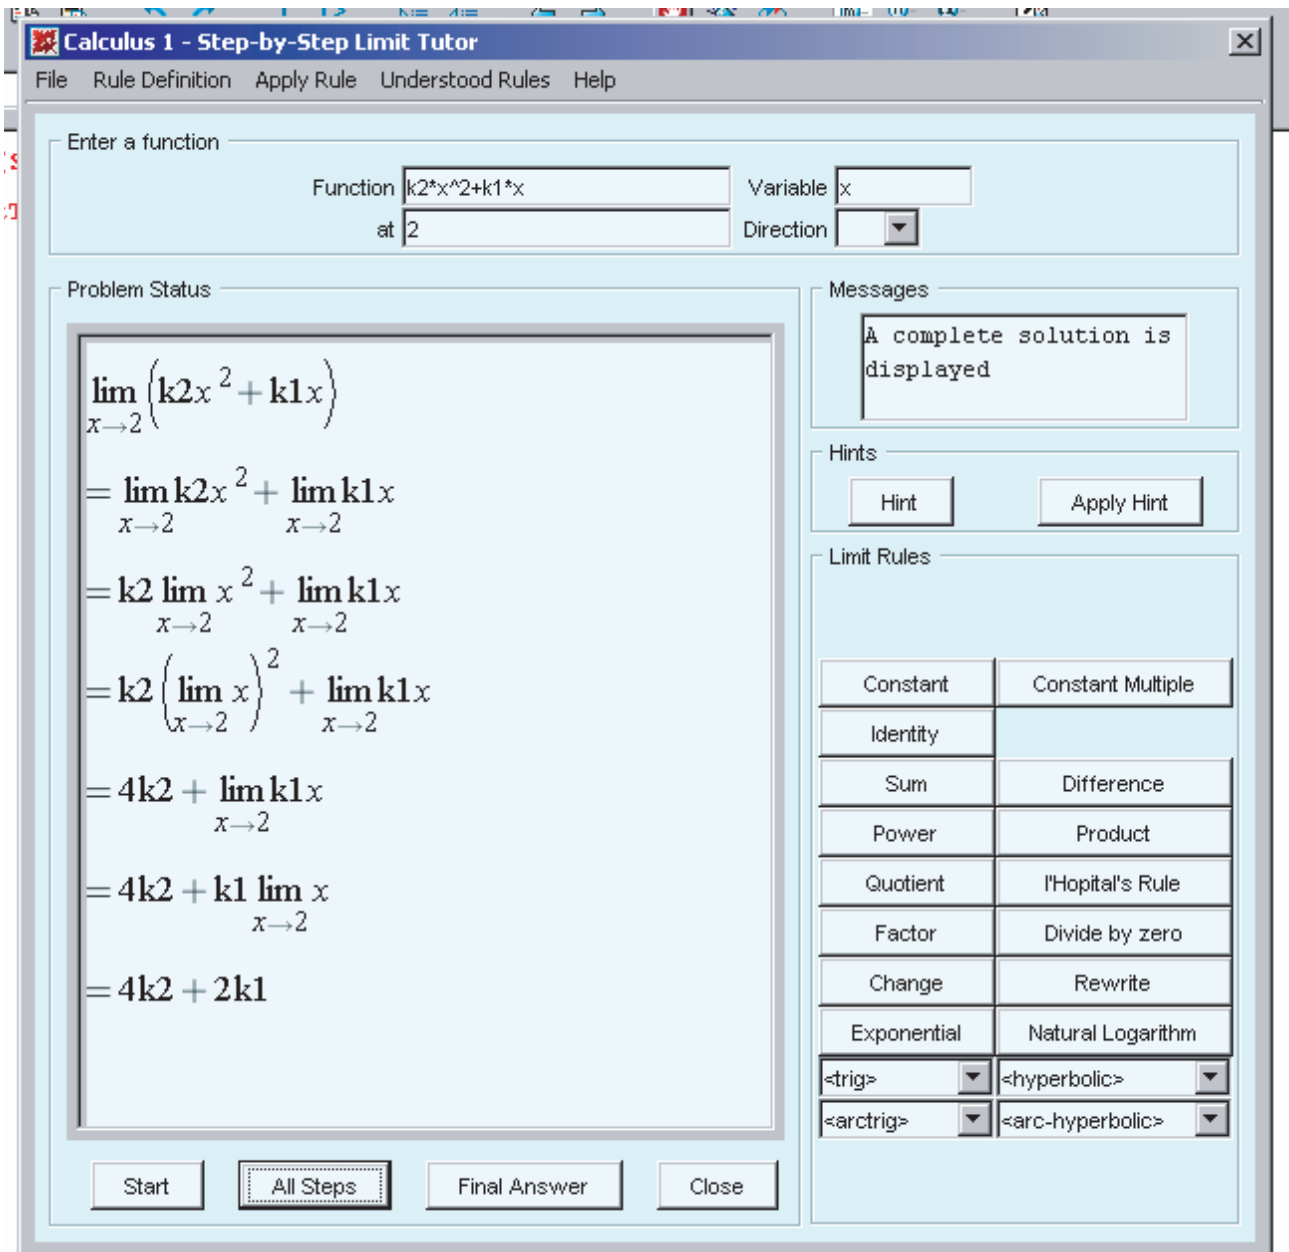 Calculus 1 - Step-by-Step Limit Tutor
File Rule Definition Apply Rule Understood Rules Help
Enter a function
Function k2*x^2+k1*x Variable x
at 2 Direction
Problem Status
lim x→2 (k2x² + k1x)
= lim x→2 k2x² + lim x→2 k1x
= k2 lim x→2 x² + lim x→2 k1x
= k2 (lim x→2 x)² + lim x→2 k1x
= 4k2 + lim x→2 k1x
= 4k2 + k1 lim x→2 x
= 4k2 + 2k1
Start All Steps Final Answer Close
Messages
A complete solution is
displayed
Hints
Hint Apply Hint
Limit Rules
Constant Constant Multiple
Identity
Sum Difference
Power Product
Quotient l'Hopital's Rule
Factor Divide by zero
Change Rewrite
Exponential Natural Logarithm
<trig> <hyperbolic>
<arctrig> <arc-hyperbolic>